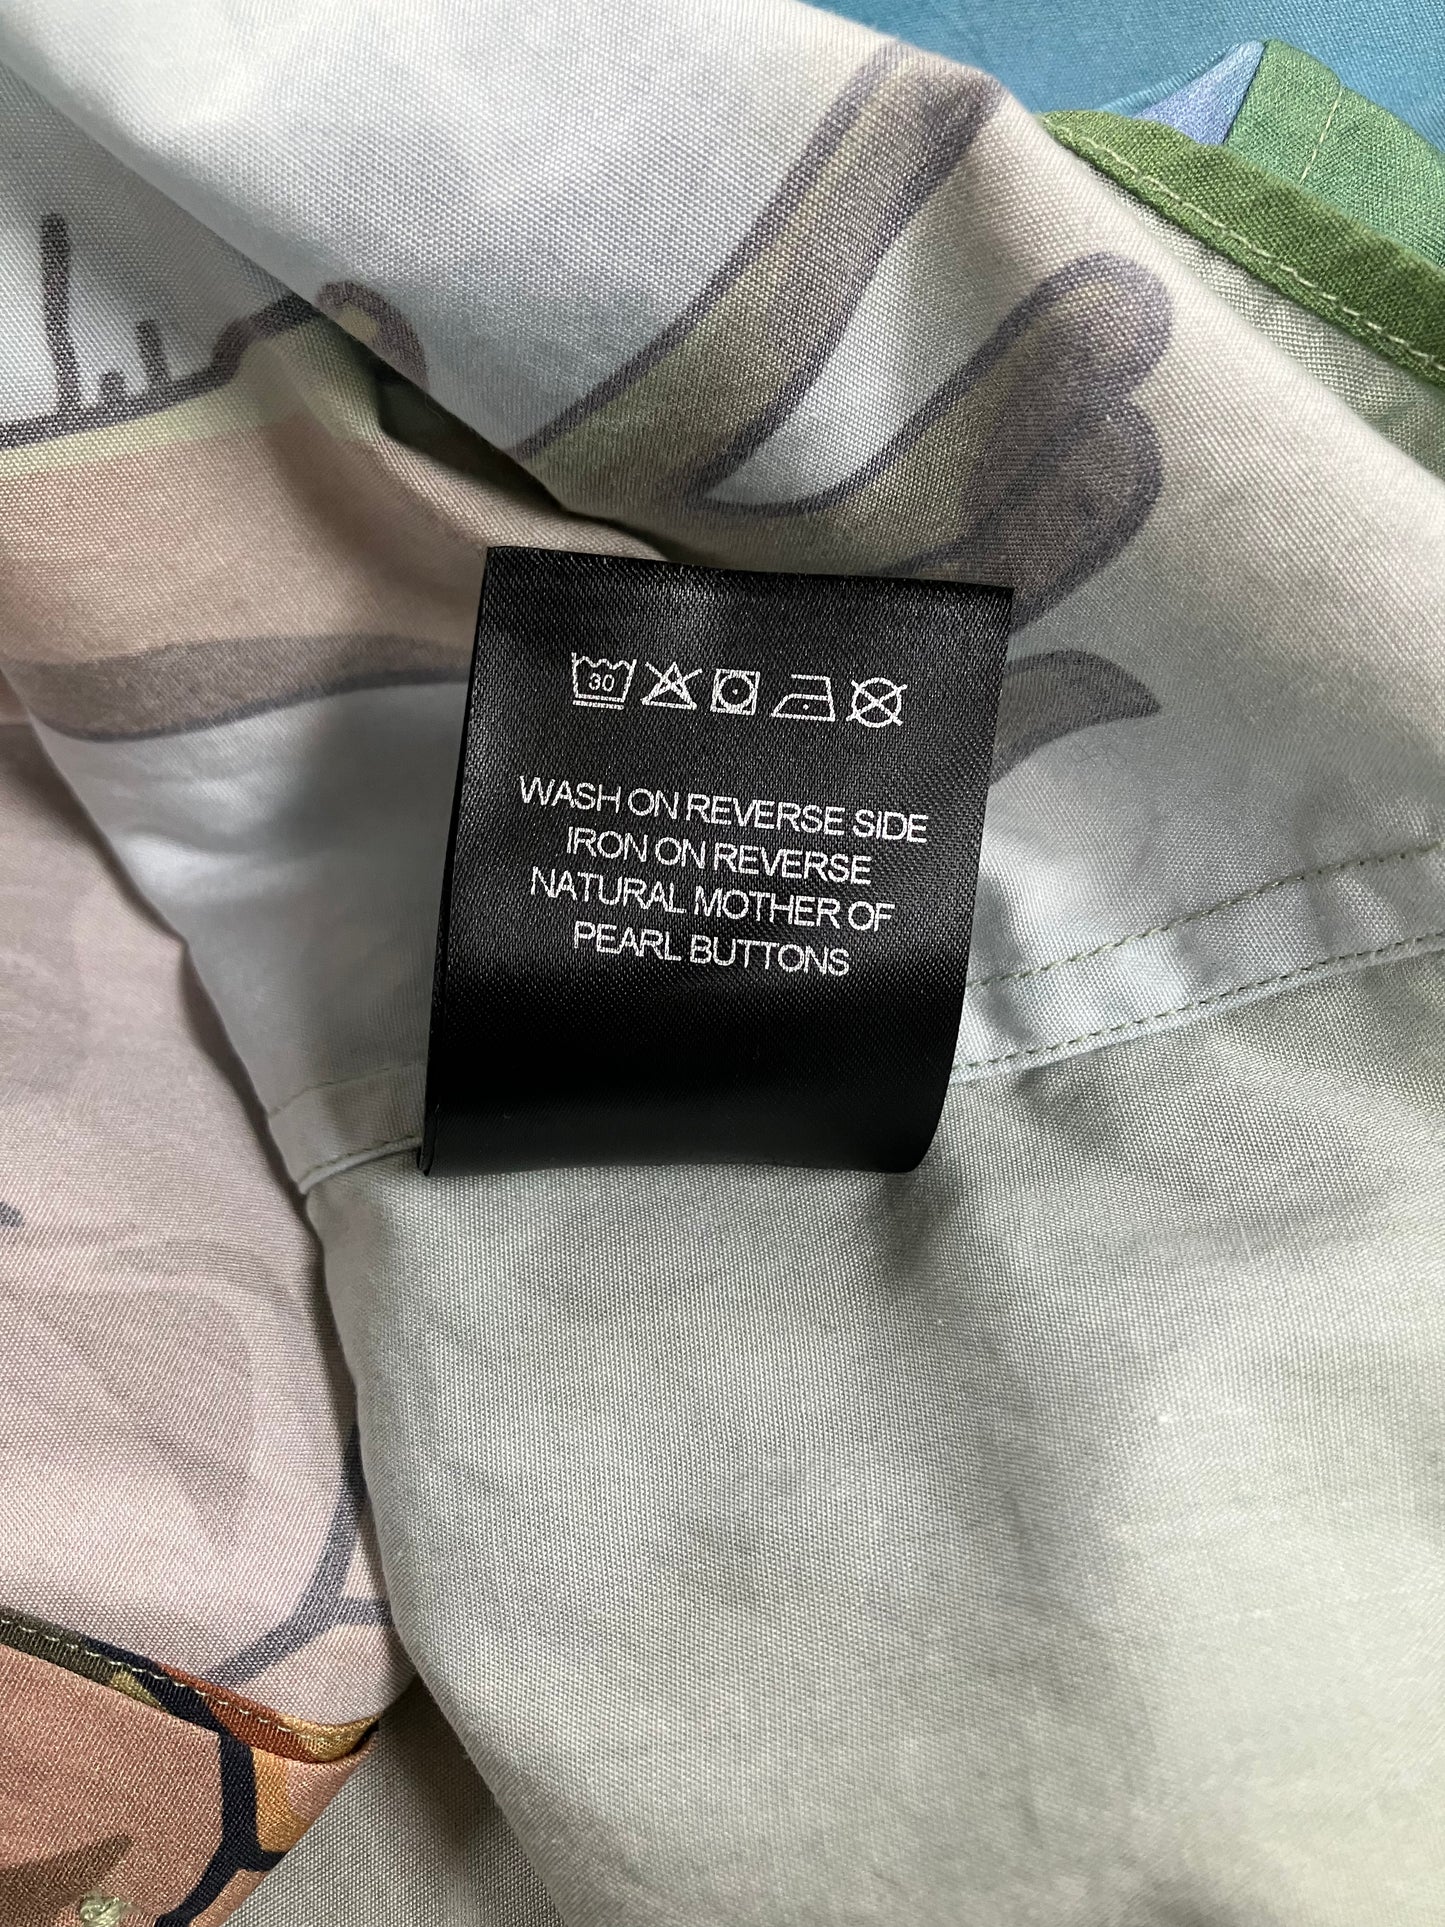 30
WASH ON REVERSE SIDE
IRON ON REVERSE
NATURAL MOTHER OF
PEARL BUTTONS